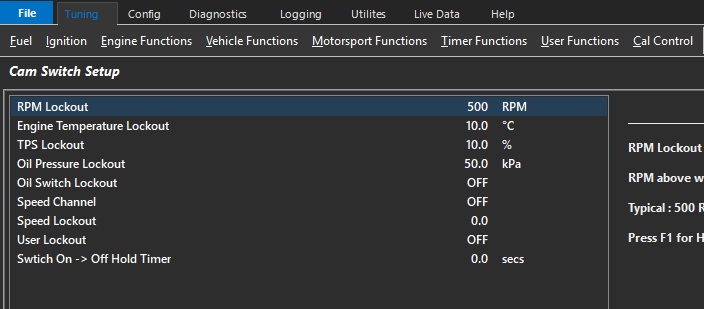 File Tuning Config Diagnostics Logging Utilites Live Data Help
Fuel Ignition Engine Functions Vehicle Functions Motorsport Functions Timer Functions User Functions Cal Control
Cam Switch Setup
RPM Lockout 500 RPM
Engine Temperature Lockout 10.0 °C
TPS Lockout 10.0 %
Oil Pressure Lockout 50.0 kPa
Oil Switch Lockout OFF
Speed Channel OFF
Speed Lockout 0.0
User Lockout OFF
Swtich On -> Off Hold Timer 0.0 secs
RPM Lockout
RPM above w
Typical : 500 R
Press F1 for H